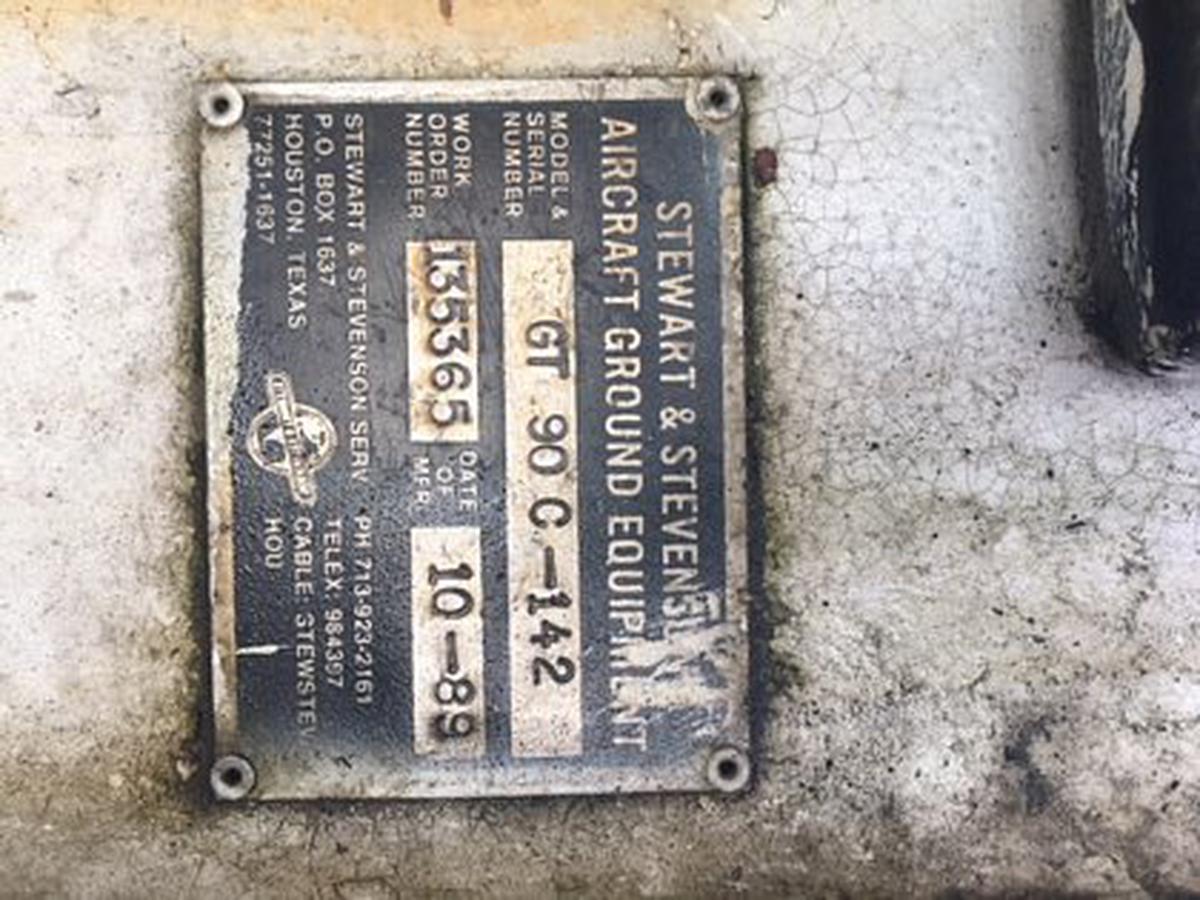 STEWART & STEVENS
AIRCRAFT GROUND EQUIPMENT
MODEL &
SERIAL
NUMBER
GT 90 C-142
WORK
ORDER
NUMBER
135365
DATE
OF
MFR.
10-89
STEWART & STEVENSON SERV
P.O. BOX 1637
HOUSTON, TEXAS
77251-1637
PH 713-923-2161
TELEX: 984397
CABLE: STEWSTEV
HOU